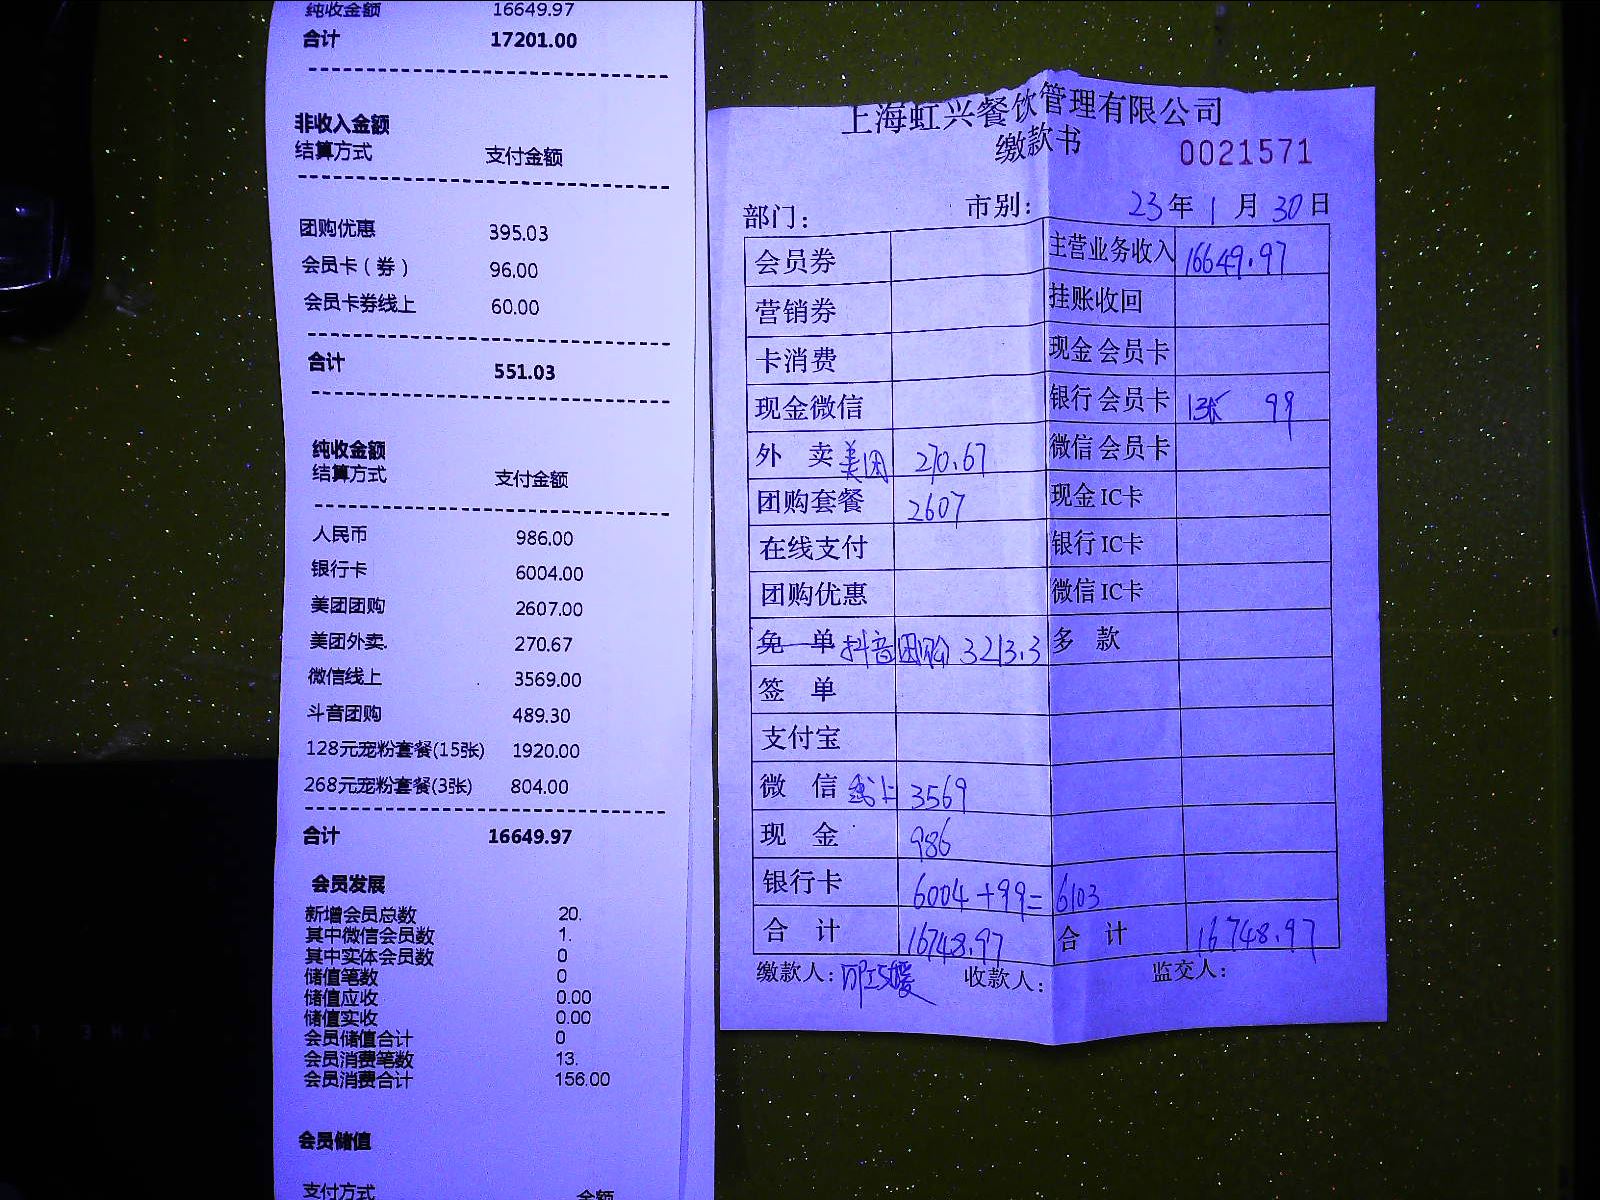 纯收金额 16649.97
合计 17201.00
非收入金额
结算方式 支付金额
团购优惠 395.03
会员卡（券） 96.00
会员卡券线上 60.00
合计 551.03
纯收金额
结算方式 支付金额
人民币 986.00
银行卡 6004.00
美团团购 2607.00
美团外卖. 270.67
微信线上 3569.00
斗音团购 489.30
128元宠粉套餐(15张) 1920.00
268元宠粉套餐(3张) 804.00
合计 16649.97
会员发展
新增会员总数 20.
其中微信会员数 1.
其中实体会员数 0
储值笔数 0
储值应收 0.00
储值实收 0.00
会员储值合计 0
会员消费笔数 13.
会员消费合计 156.00
会员储值
支付方式 金额
上海虹兴餐饮管理有限公司
缴款书 0021571
部门： 市别： 23年1月30日
会员券 主营业务收入 16649.97
营销券 挂账收回
卡消费 现金会员卡
现金微信 银行会员卡 1张 99
外卖美团 270.67 微信会员卡
团购套餐 2607 现金IC卡
在线支付 银行IC卡
团购优惠 微信IC卡
免单 抖音团购 3213.3 多款
签单
支付宝
微信线上 3569
现金 986
银行卡 6004+99=6103
合计 16748.97 合计 16748.97
缴款人： 收款人： 监交人：